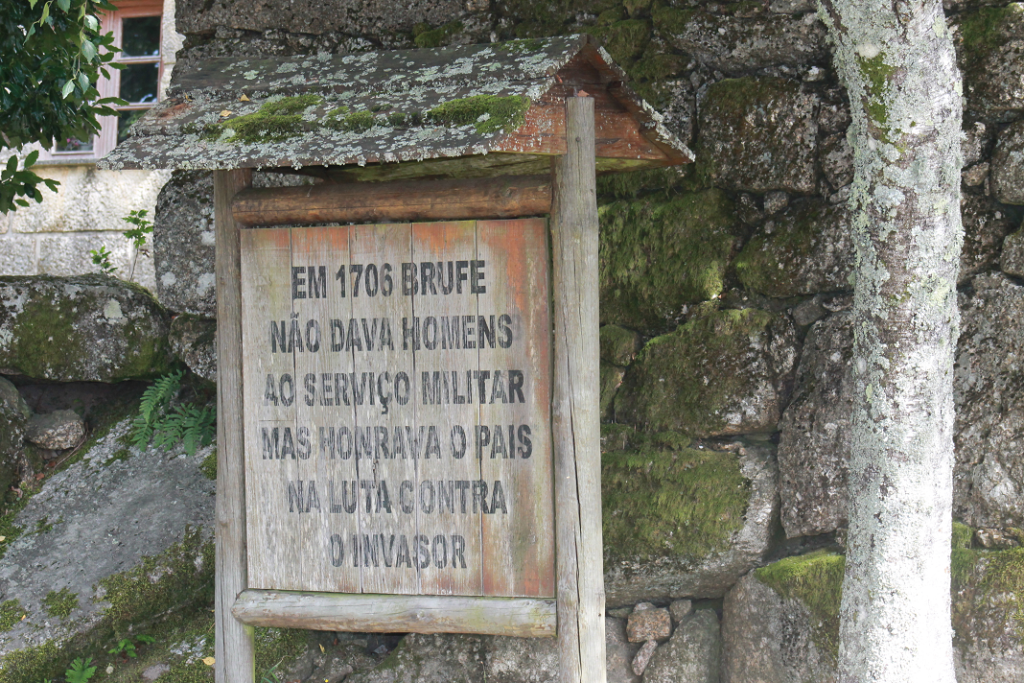 EM 1706 BRUFE
NÃO DAVA HOMENS
AO SERVIÇO MILITAR
MAS HONRAVA O PAIS
NA LUTA CONTRA
O INVASOR